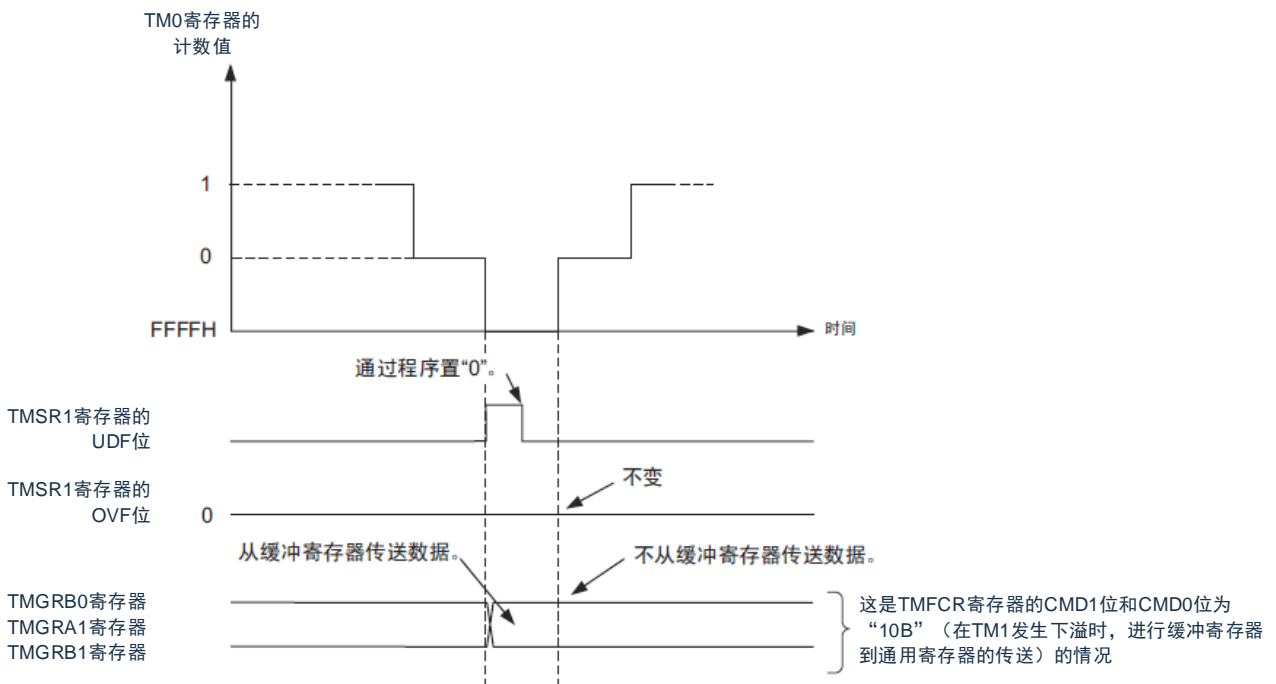 TM0寄存器的
计数值
1
0
FFFFH
时间
通过程序置“0”。
TMSR1寄存器的
UDF位
不变
TMSR1寄存器的
OVF位
0
从缓冲寄存器传送数据。
不从缓冲寄存器传送数据。
TMGRB0寄存器
TMGRA1寄存器
TMGRB1寄存器
这是TMFCR寄存器的CMD1位和CMD0位为
“10B”（在TM1发生下溢时，进行缓冲寄存器
到通用寄存器的传送）的情况